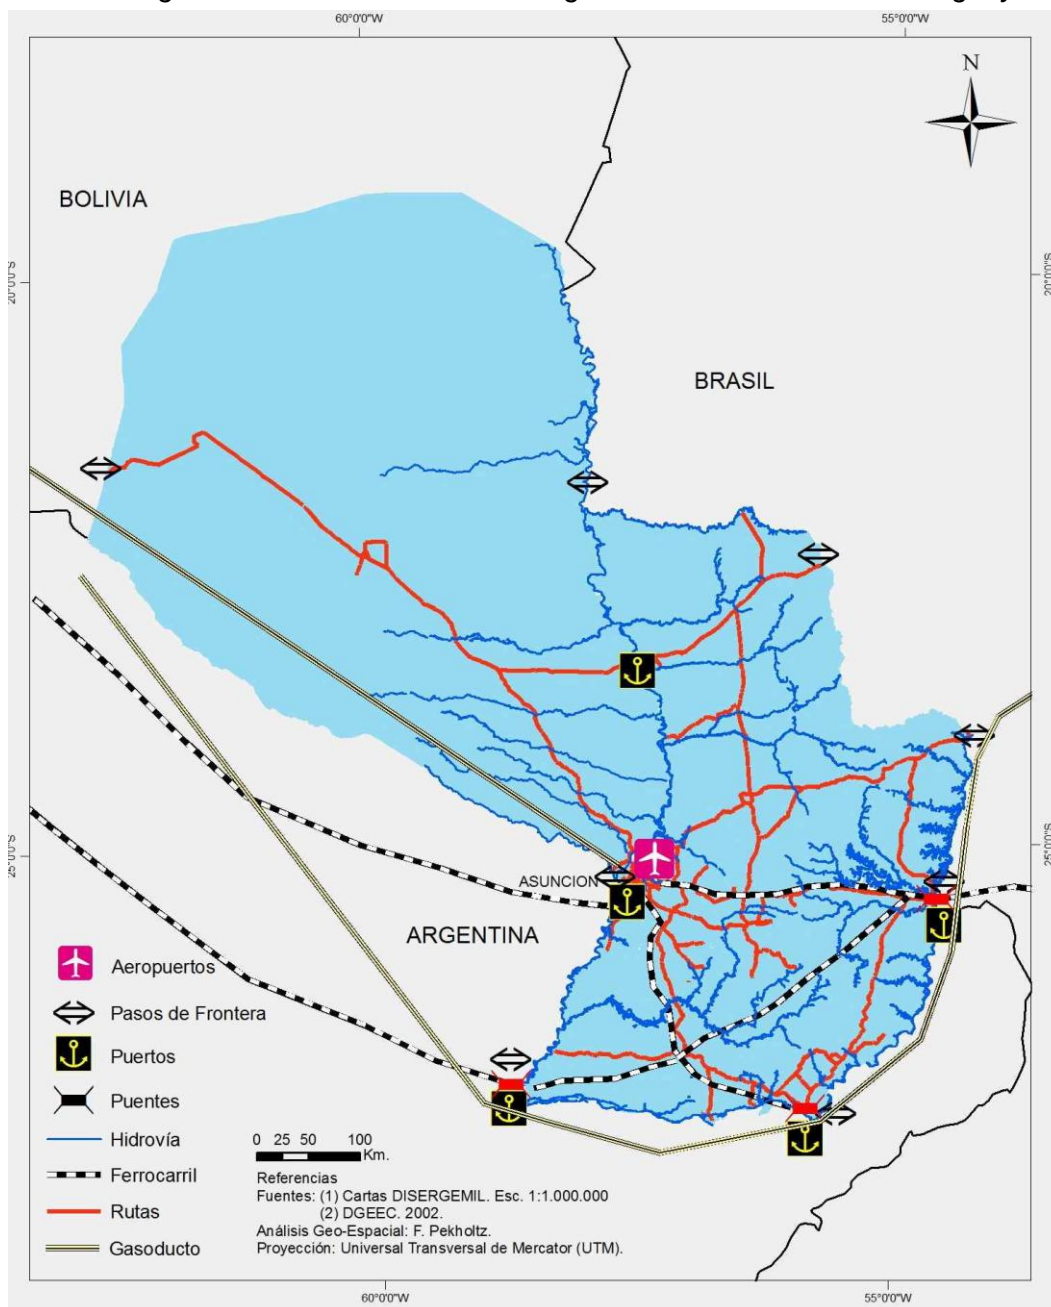 60°0'0"W 55°0'0"W
N
BOLIVIA
20°0'0"S 20°0'0"S
BRASIL
25°0'0"S 25°0'0"S
ASUNCION
ARGENTINA
Aeropuertos
Pasos de Frontera
Puertos
Puentes
Hidrovía
Ferrocarril
Rutas
Gasoducto
0 25 50 100
Km.
Referencias
Fuentes: (1) Cartas DISERGEMIL. Esc. 1:1.000.000
(2) DGEEC. 2002.
Análisis Geo-Espacial: F. Pekholtz.
Proyección: Universal Transversal de Mercator (UTM).
60°0'0"W 55°0'0"W